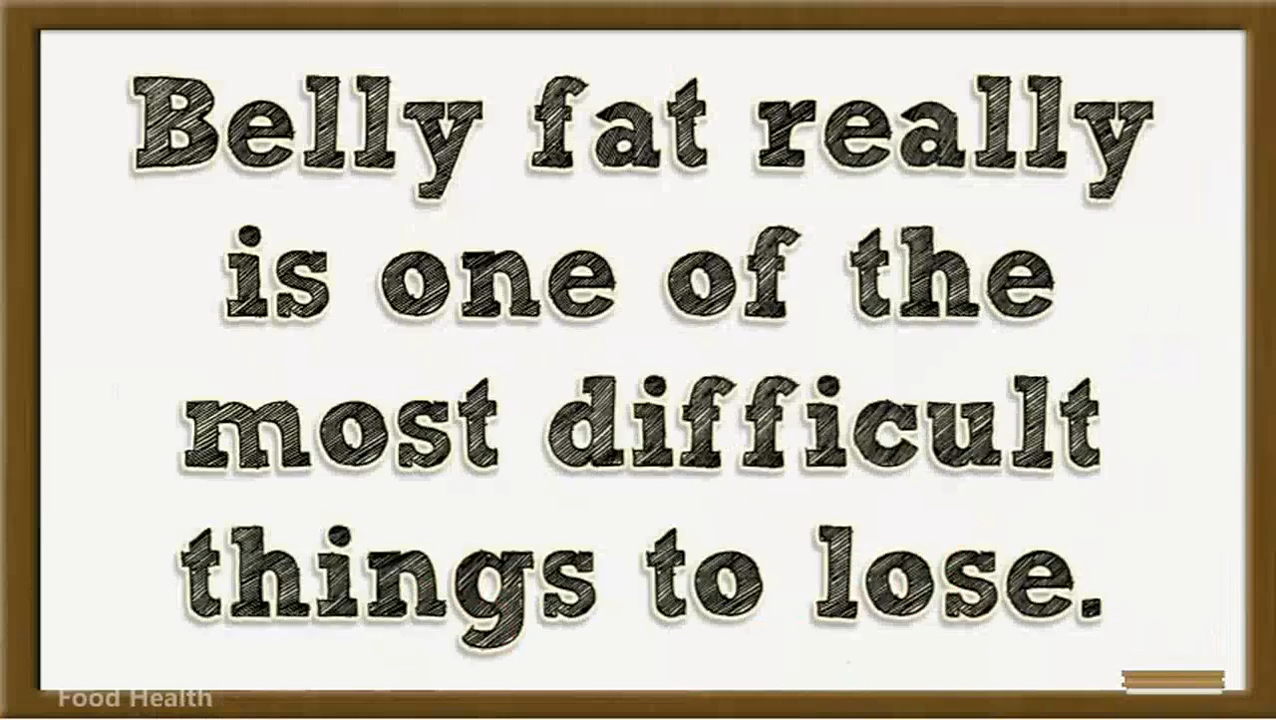 Belly fat really
is one of the
most difficult
things to lose.
Food Health